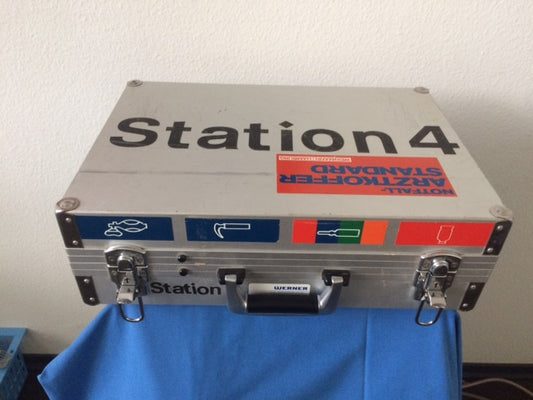 Station 4
NOTFALL-
ARZTKOFFER
STANDARD
WERNER
Station